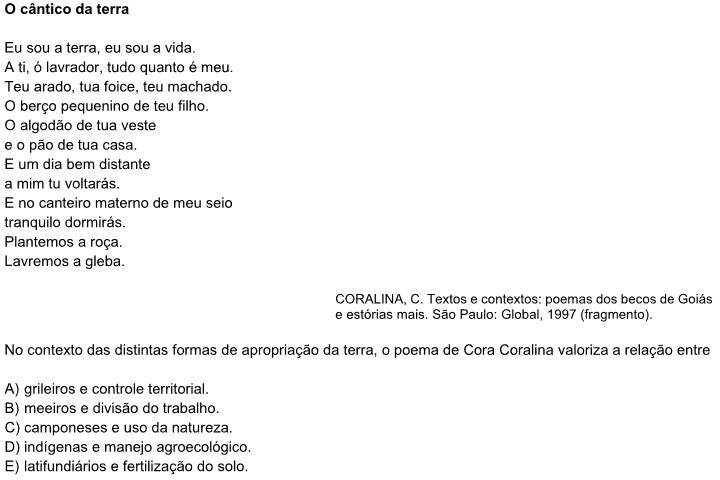 O cântico da terra
Eu sou a terra, eu sou a vida.
A ti, ó lavrador, tudo quanto é meu.
Teu arado, tua foice, teu machado.
O berço pequenino de teu filho.
O algodão de tua veste
e o pão de tua casa.
E um dia bem distante
a mim tu voltarás.
E no canteiro materno de meu seio
tranquilo dormirás.
Plantemos a roça.
Lavremos a gleba.
CORALINA, C. Textos e contextos: poemas dos becos de Goiás
e estórias mais. São Paulo: Global, 1997 (fragmento).
No contexto das distintas formas de apropriação da terra, o poema de Cora Coralina valoriza a relação entre
A) grileiros e controle territorial.
B) meeiros e divisão do trabalho.
C) camponeses e uso da natureza.
D) indígenas e manejo agroecológico.
E) latifundiários e fertilização do solo.